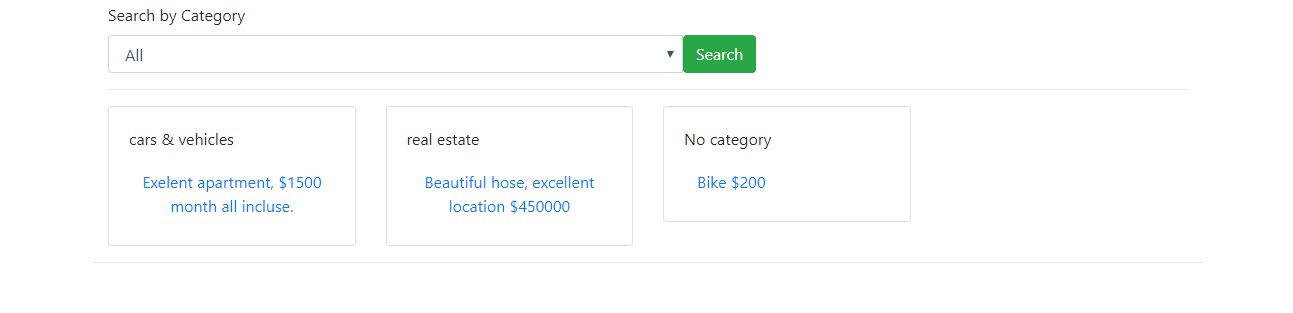 Search by Category
All
Search
cars & vehicles
Exelent apartment, $1500
month all incluse.
real estate
Beautiful hose, excellent
location $450000
No category
Bike $200